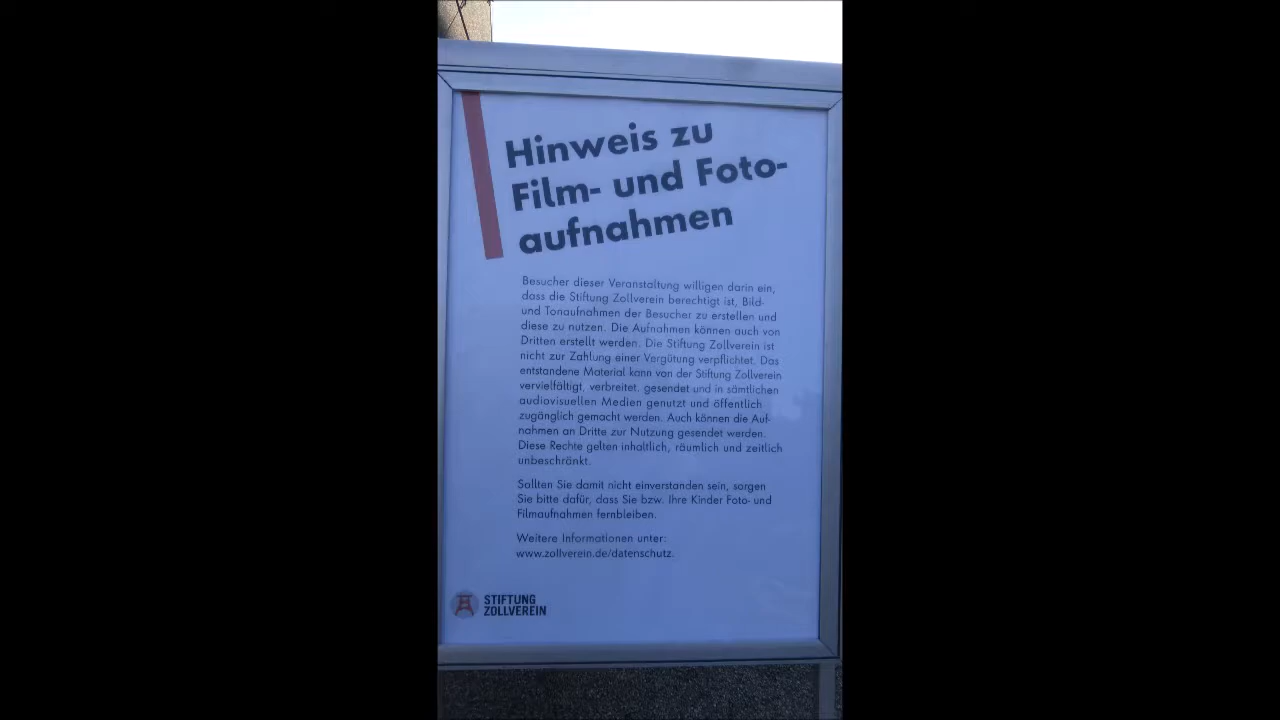 Hinweis zu
Film- und Foto-
aufnahmen
Besucher dieser Veranstaltung willigen darin ein,
dass die Stiftung Zollverein berechtigt ist, Bild-
und Tonaufnahmen der Besucher zu erstellen und
diese zu nutzen. Die Aufnahmen können auch von
Dritten erstellt werden. Die Stiftung Zollverein ist
nicht zur Zahlung einer Vergütung verpflichtet. Das
entstandene Material kann von der Stiftung Zollverein
vervielfältigt, verbreitet, gesendet und in sämtlichen
audiovisuellen Medien genutzt und öffentlich
zugänglich gemacht werden. Auch können die Auf-
nahmen an Dritte zur Nutzung gesendet werden.
Diese Rechte gelten inhaltlich, räumlich und zeitlich
unbeschränkt.
Sollten Sie damit nicht einverstanden sein, sorgen
Sie bitte dafür, dass Sie bzw. Ihre Kinder Foto- und
Filmaufnahmen fernbleiben.
Weitere Informationen unter:
www.zollverein.de/datenschutz.
STIFTUNG
ZOLLVEREIN